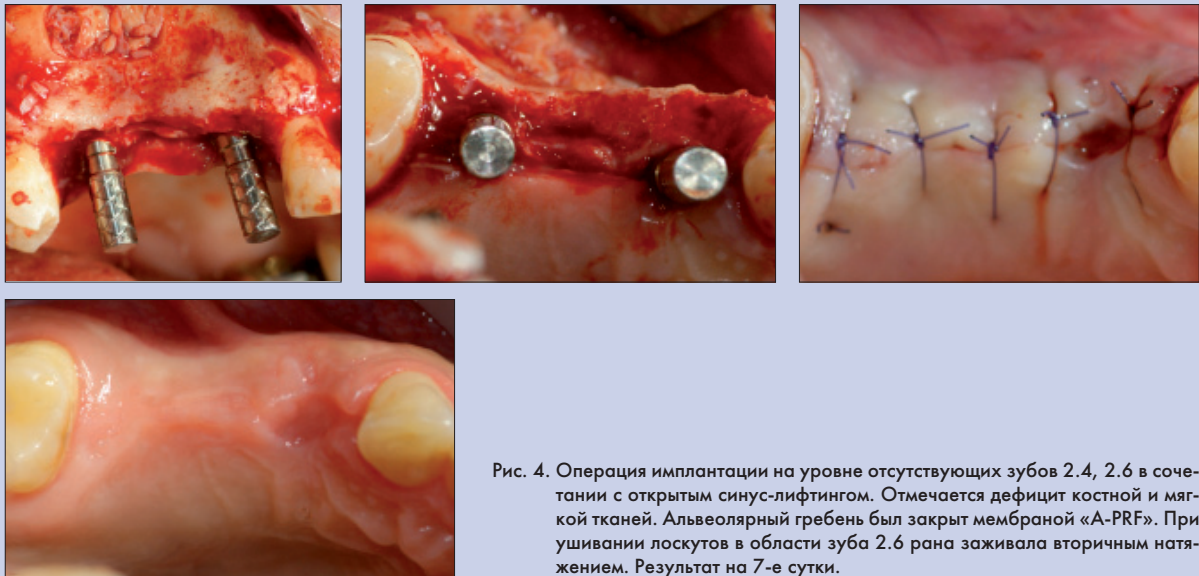 Рис. 4. Операция имплантации на уровне отсутствующих зубов 2.4, 2.6 в соче-
тании с открытым синус-лифтингом. Отмечается дефицит костной и мяг-
кой тканей. Альвеолярный гребень был закрыт мембраной «A-PRF». При
ушивании лоскутов в области зуба 2.6 рана заживала вторичным натя-
жением. Результат на 7-е сутки.